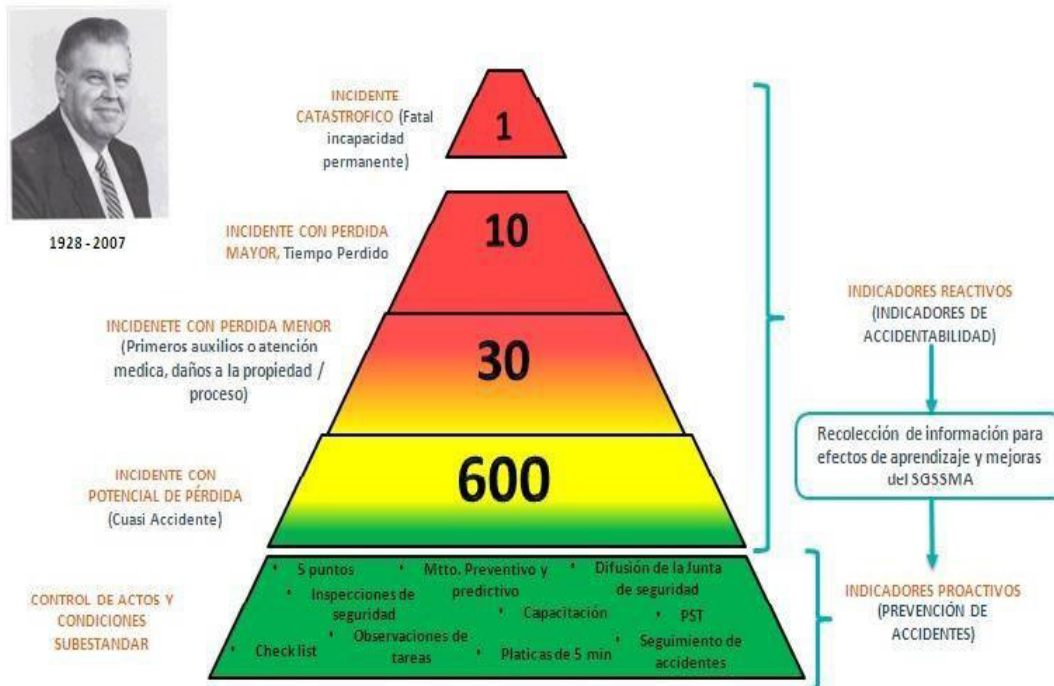 INCIDENTE
CATASTROFICO (Fatal
incapacidad
permanente)
1
1928 - 2007
INCIDENTE CON PERDIDA
MAYOR, Tiempo Perdido
10
INCIDENETE CON PERDIDA MENOR
(Primeros auxilios o atención
medica, daños a la propiedad /
proceso)
30
INCIDENTE CON
POTENCIAL DE PÉRDIDA
(Cuasi Accidente)
600
CONTROL DE ACTOS Y
CONDICIONES
SUBESTANDAR
• 5 puntos
• Mtto. Preventivo y
predictivo
• Difusión de la Junta
de seguridad
• Inspecciones de
seguridad
• Capacitación
• PST
• Check list
• Observaciones de
tareas
• Platicas de 5 min
• Seguimiento de
accidentes
INDICADORES REACTIVOS
(INDICADORES DE
ACCIDENTABILIDAD)
Recolección de información para
efectos de aprendizaje y mejoras
del SGSSMA
INDICADORES PROACTIVOS
(PREVENCIÓN DE
ACCIDENTES)